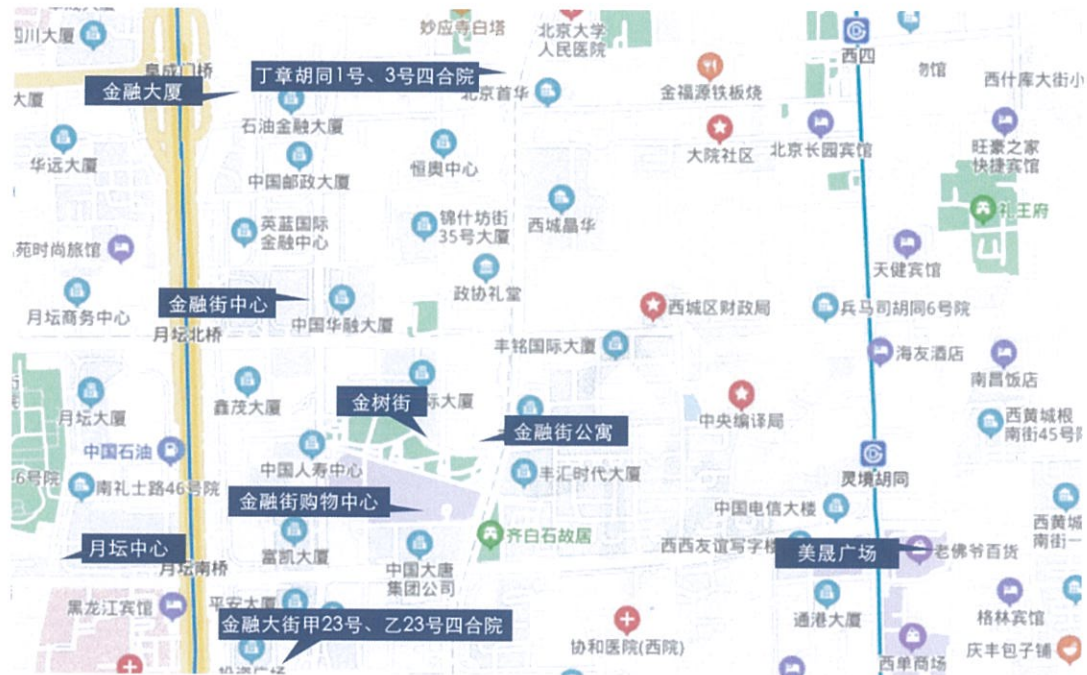 四川大厦
妙应寺白塔
北京大学
人民医院
西四
物馆
西什库大街小
大厦
金融大厦
丁章胡同1号、3号四合院
北京首华
金福源铁板烧
石油金融大厦
大院社区
北京长园宾馆
旺豪之家
快捷宾馆
华远大厦
中国邮政大厦
恒奥中心
礼王府
英蓝国际
金融中心
锦什坊街
35号大厦
西城晶华
苑时尚旅馆
天健宾馆
月坛商务中心
金融街中心
政协礼堂
中国华融大厦
西城区财政局
兵马司胡同6号院
月坛北桥
丰铭国际大厦
海友酒店
南昌饭店
月坛大厦
鑫茂大厦
金树街
际大厦
金融街公寓
中央编译局
西黄城根
南街45号院
中国石油
中国人寿中心
丰汇时代大厦
灵境胡同
6号院
南礼士路46号院
金融街购物中心
中国电信大楼
西黄城
南街一
月坛中心
富凯大厦
齐白石故居
西西友谊写字楼
美晟广场
老佛爷百货
月坛南桥
中国大唐
集团公司
黑龙江宾馆
平安大厦
金融大街甲23号、乙23号四合院
协和医院(西院)
通港大厦
格林宾馆
西单商场
庆丰包子铺